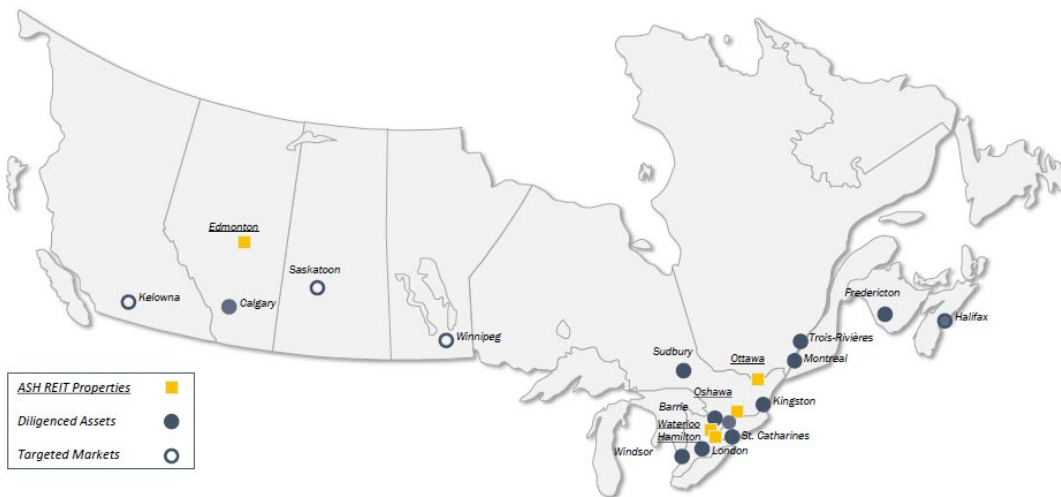 Edmonton
Saskatoon
Kelowna
Calgary
Winnipeg
Fredericton
Halifax
Trois-Rivières
Sudbury
Ottawa
Montreal
Oshawa
Kingston
Barrie
Waterloo
Hamilton
St. Catharines
Windsor
London
ASH REIT Properties
Diligenced Assets
Targeted Markets